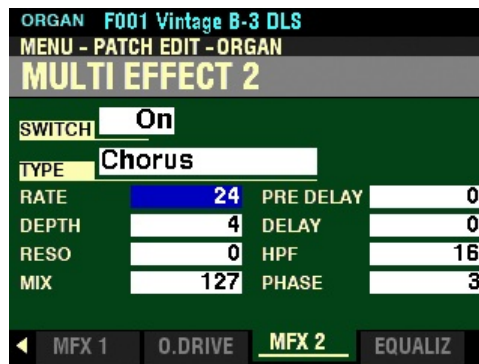 ORGAN F001 Vintage B-3 DLS
MENU - PATCH EDIT - ORGAN
MULTI EFFECT 2
SWITCH On
TYPE Chorus
RATE 24 PRE DELAY 0
DEPTH 4 DELAY 0
RESO 0 HPF 16
MIX 127 PHASE 3
MFX 1 O.DRIVE MFX 2 EQUALIZ